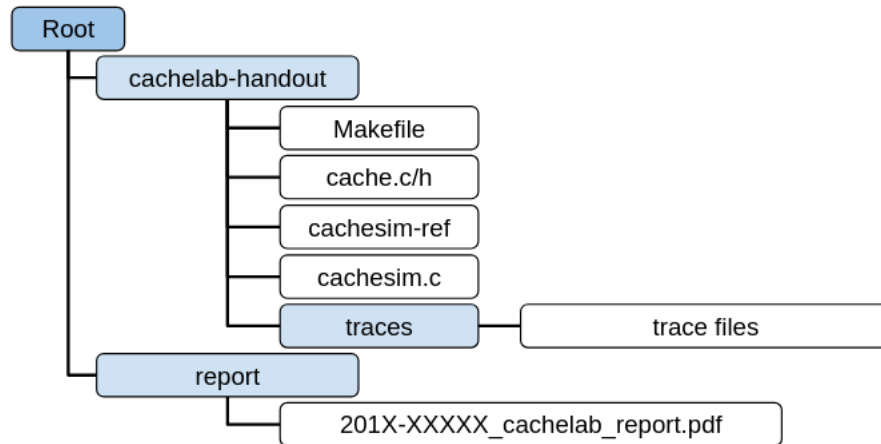 Root
cachelab-handout
Makefile
cache.c/h
cachesim-ref
cachesim.c
traces
trace files
report
201X-XXXXX_cachelab_report.pdf